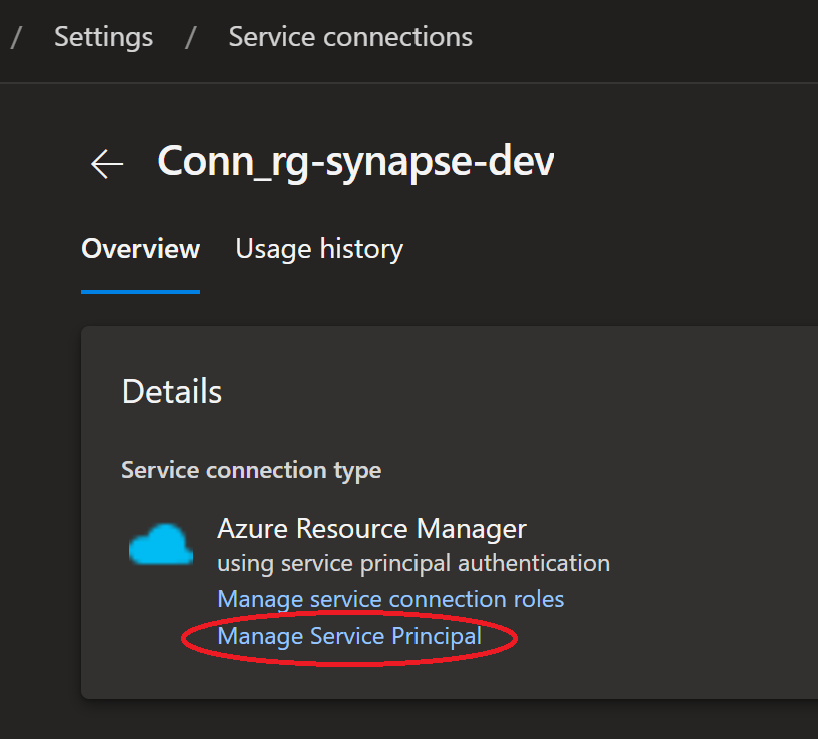 / Settings / Service connections
Conn_rg-synapse-dev
Overview Usage history
Details
Service connection type
Azure Resource Manager
using service principal authentication
Manage service connection roles
Manage Service Principal